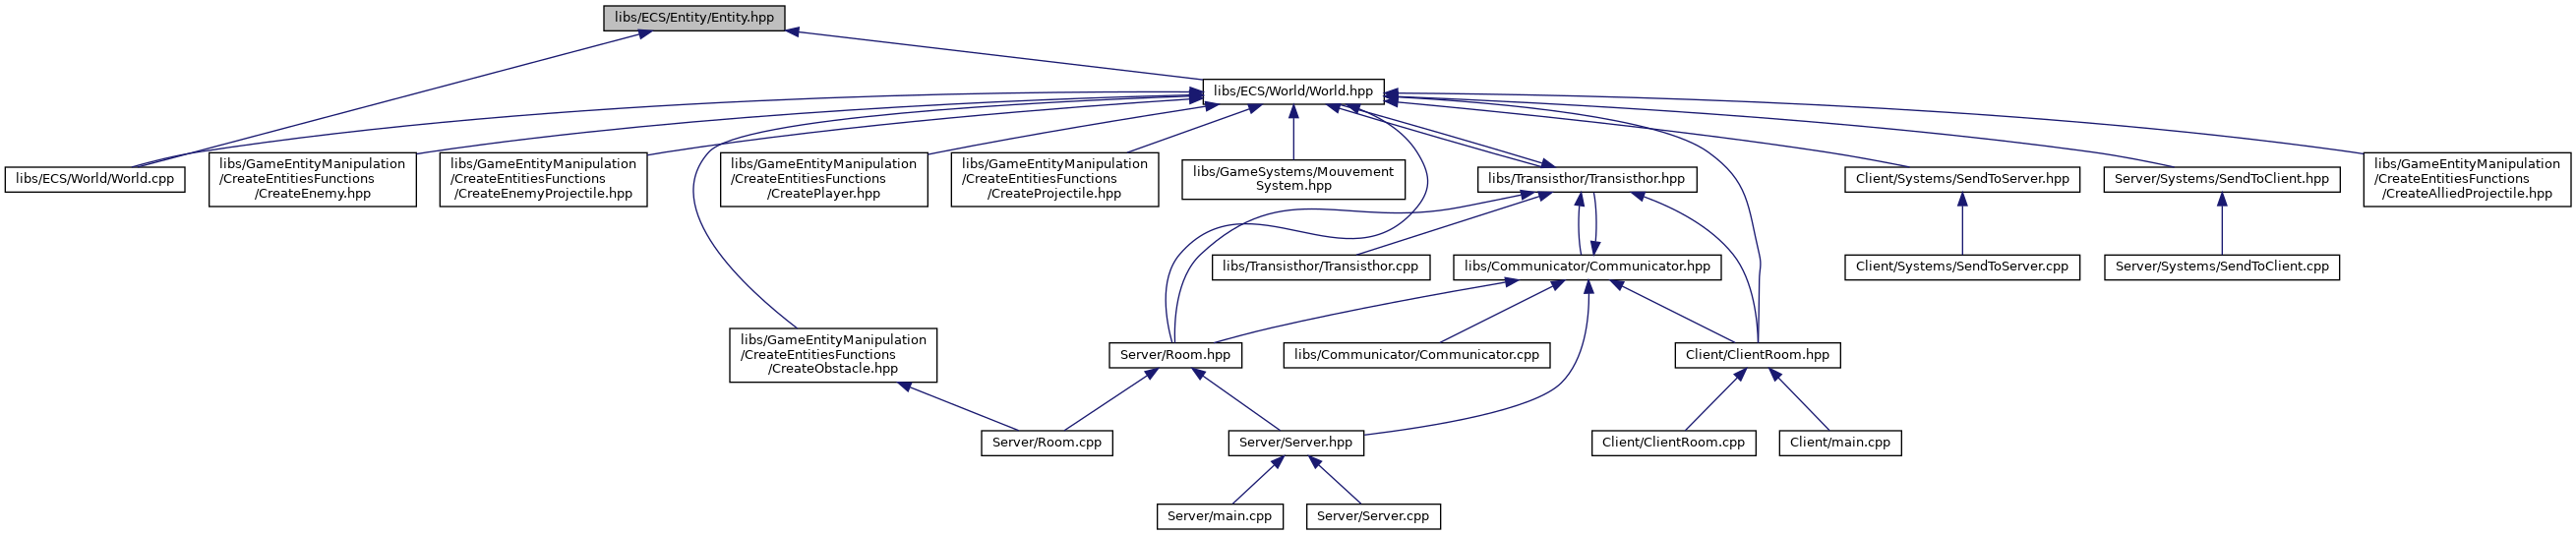 libs/ECS/Entity/Entity.hpp
libs/ECS/World/World.hpp
libs/ECS/World/World.cpp
libs/GameEntityManipulation
/CreateEntitiesFunctions
/CreateEnemy.hpp
libs/GameEntityManipulation
/CreateEntitiesFunctions
/CreateEnemyProjectile.hpp
libs/GameEntityManipulation
/CreateEntitiesFunctions
/CreatePlayer.hpp
libs/GameEntityManipulation
/CreateEntitiesFunctions
/CreateProjectile.hpp
libs/GameSystems/Mouvement
System.hpp
libs/Transisthor/Transisthor.hpp
Client/Systems/SendToServer.hpp
Server/Systems/SendToClient.hpp
libs/GameEntityManipulation
/CreateEntitiesFunctions
/CreateAlliedProjectile.hpp
libs/Transisthor/Transisthor.cpp
libs/Communicator/Communicator.hpp
Client/Systems/SendToServer.cpp
Server/Systems/SendToClient.cpp
libs/GameEntityManipulation
/CreateEntitiesFunctions
/CreateObstacle.hpp
Server/Room.hpp
libs/Communicator/Communicator.cpp
Client/ClientRoom.hpp
Server/Room.cpp
Server/Server.hpp
Client/ClientRoom.cpp
Client/main.cpp
Server/main.cpp
Server/Server.cpp